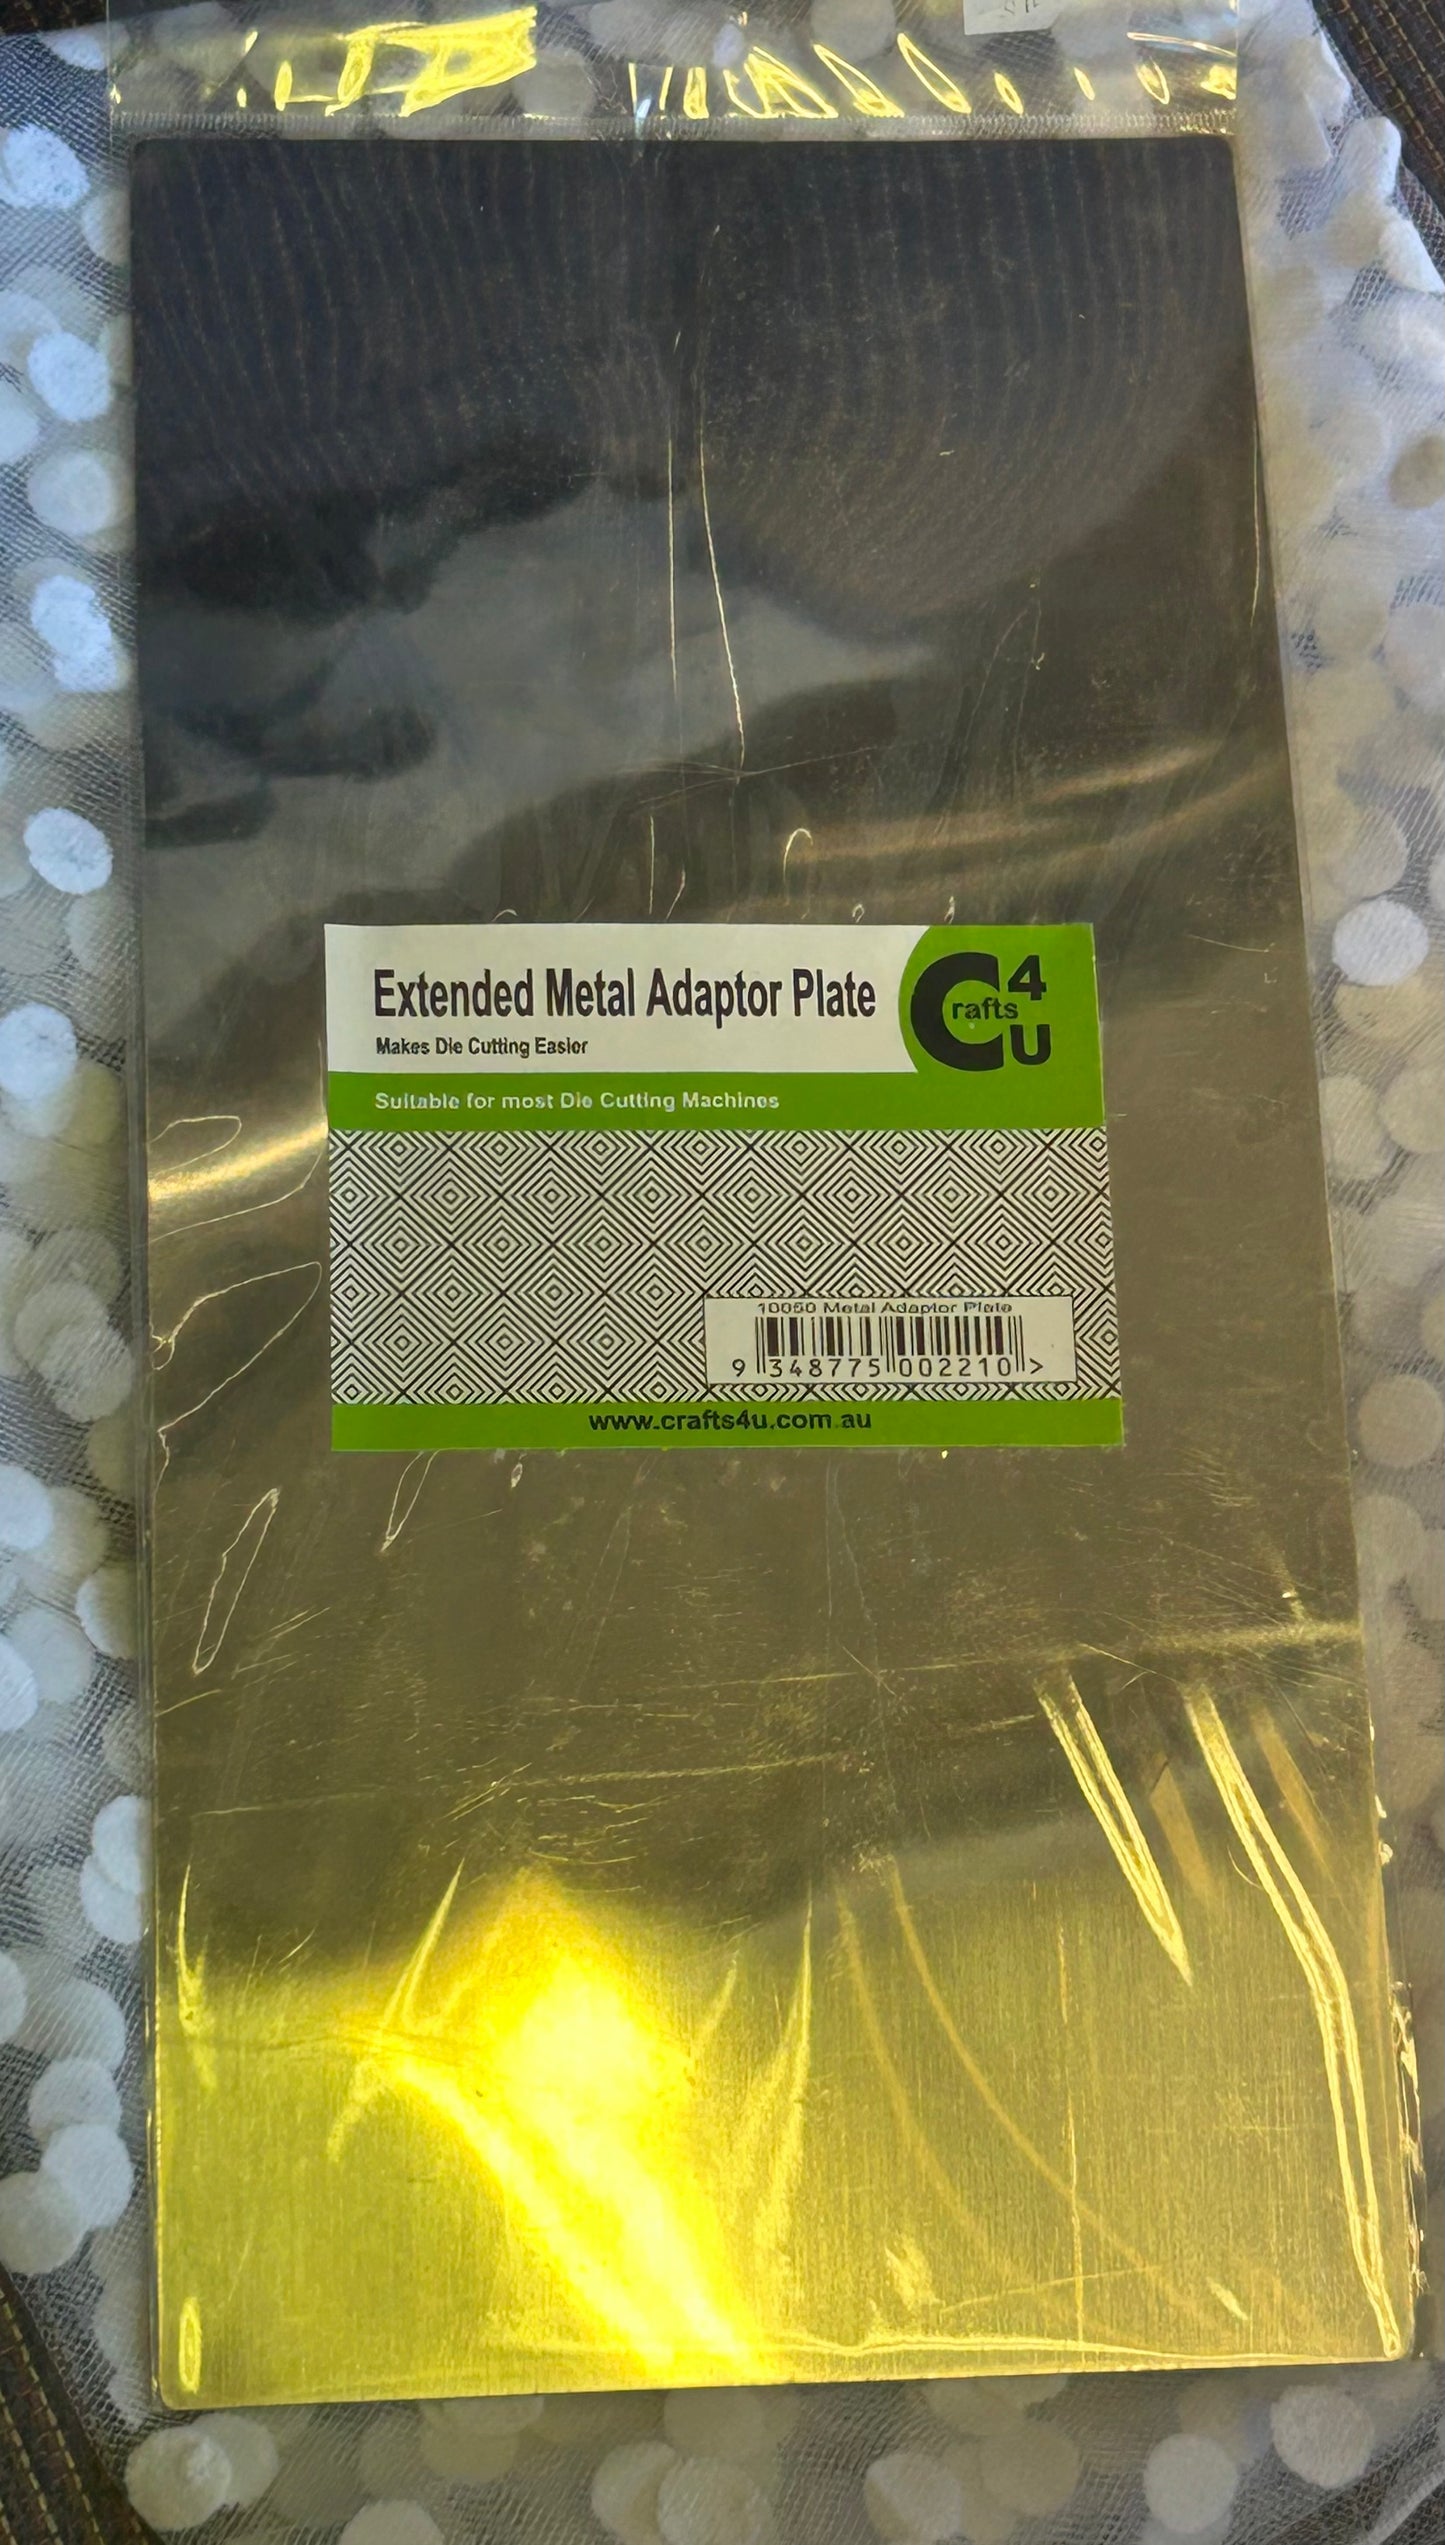 Extended Metal Adaptor Plate
Makes Die Cutting Easier
Crafts 4 U
Suitable for most Die Cutting Machines
10050 Metal Adaptor Plate
9 348775 002210 >
www.crafts4u.com.au